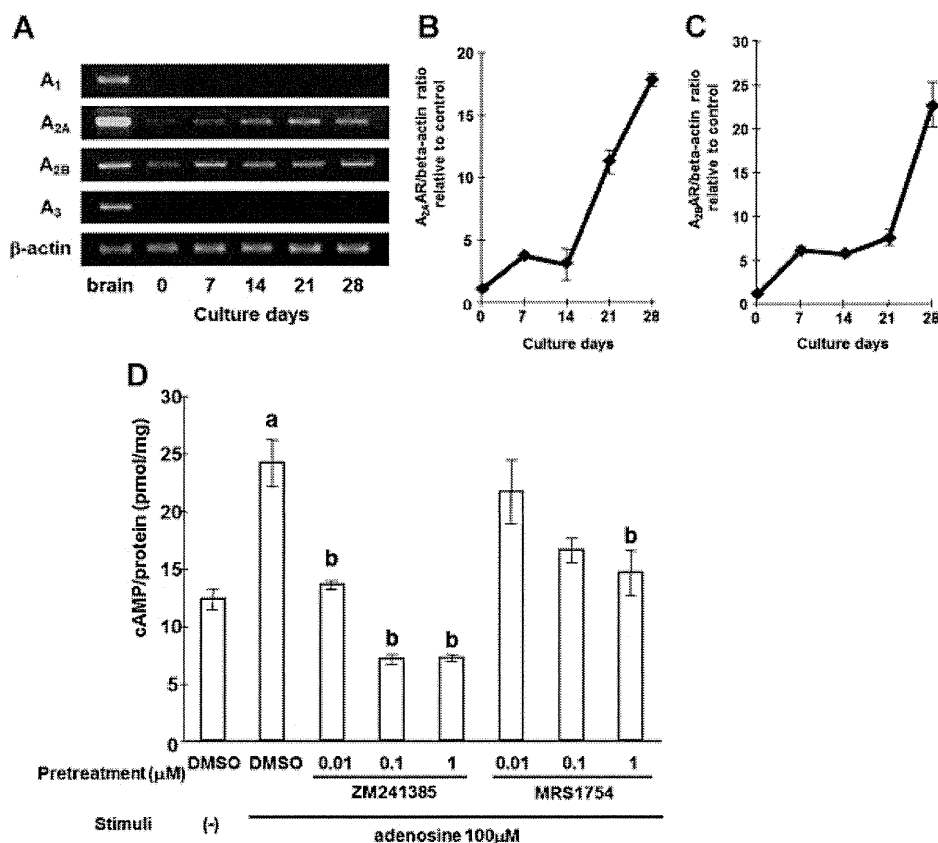 A
A1
A2A
A2B
A3
β-actin
brain 0 7 14 21 28
Culture days
B
A2AAR/beta-actin ratio
relative to control
20
15
10
5
0
0 7 14 21 28
Culture days
C
A2BAR/beta-actin ratio
relative to control
30
25
20
15
10
5
0
0 7 14 21 28
Culture days
D
cAMP/protein (pmol/mg)
30
25
20
15
10
5
0
a
b
b
b
b
Pretreatment (μM) DMSO DMSO 0.01 0.1 1 0.01 0.1 1
ZM241385 MRS1754
Stimuli (-) adenosine 100μM